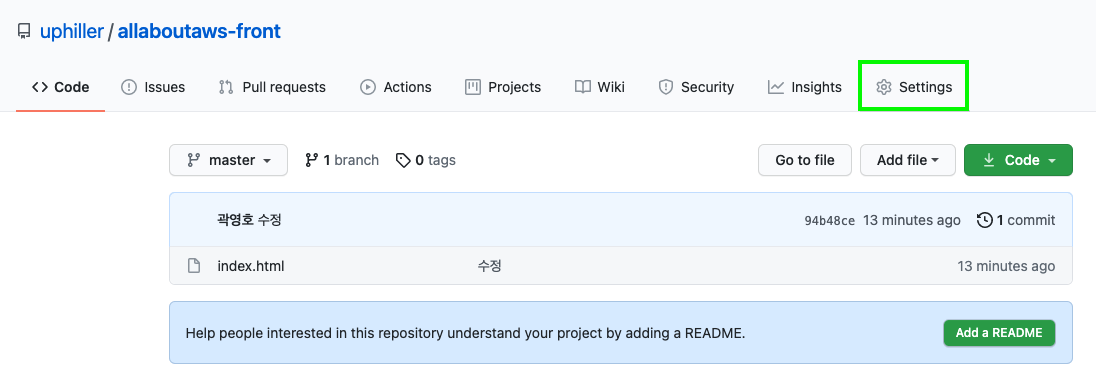 uphiller / allaboutaws-front
Code Issues Pull requests Actions Projects Wiki Security Insights Settings
master 1 branch 0 tags Go to file Add file Code
곽영호 수정 94b48ce 13 minutes ago 1 commit
index.html 수정 13 minutes ago
Help people interested in this repository understand your project by adding a README. Add a README